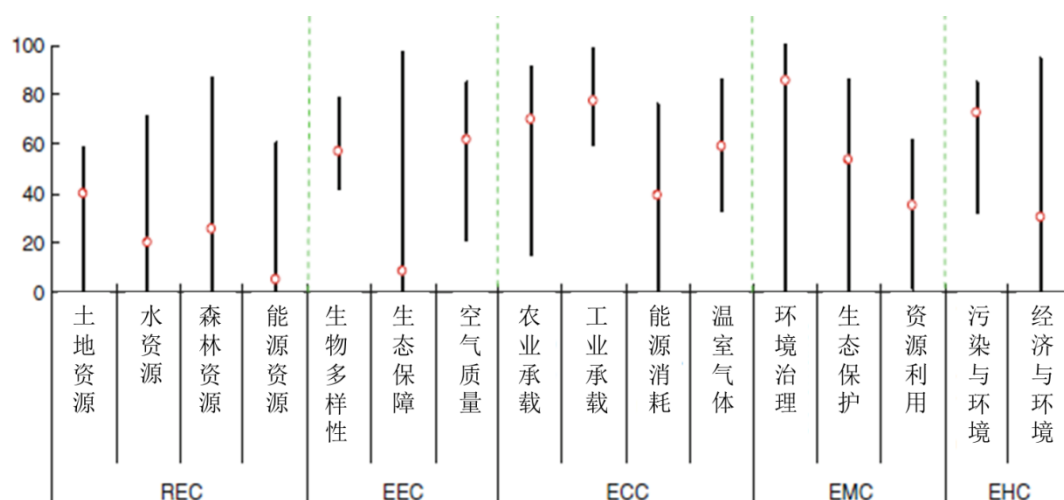 100
80
60
40
20
0
土地资源
水资源
森林资源
能源资源
生物多样性
生态保障
空气质量
农业承载
工业承载
能源消耗
温室气体
环境治理
生态保护
资源利用
污染与环境
经济与环境
REC
EEC
ECC
EMC
EHC